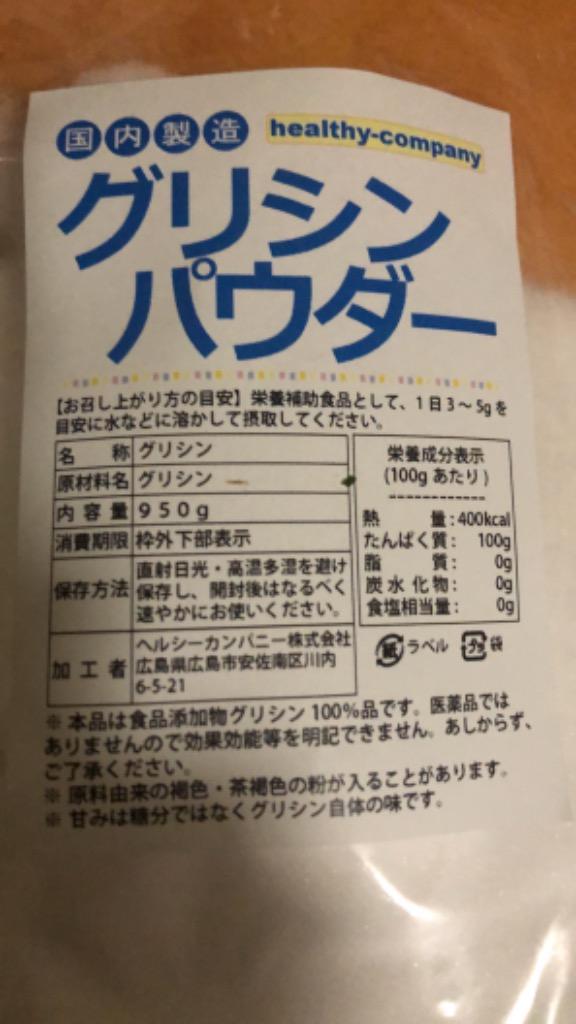 国内製造
healthy-company
グリシン
パウダー
【お召し上がり方の目安】栄養補助食品として、1日3～5gを
目安に水などに溶かして摂取してください。
名称 グリシン
原材料名 グリシン
内容量 950g
消費期限 枠外下部表示
保存方法 直射日光・高温多湿を避け
保存し、開封後はなるべく
速やかにお使いください。
加工者 ヘルシーカンパニー株式会社
広島県広島市安佐南区川内
6-5-21
栄養成分表示
(100gあたり)
------------
熱量:400kcal
たんぱく質: 100g
脂質: 0g
炭水化物: 0g
食塩相当量: 0g
紙 ラベル プラ 袋
※ 本品は食品添加物グリシン100%品です。医薬品では
ありませんので効果効能等を明記できません。あしからず、
ご了承ください。
※ 原料由来の褐色・茶褐色の粉が入ることがあります。
※ 甘みは糖分ではなくグリシン自体の味です。